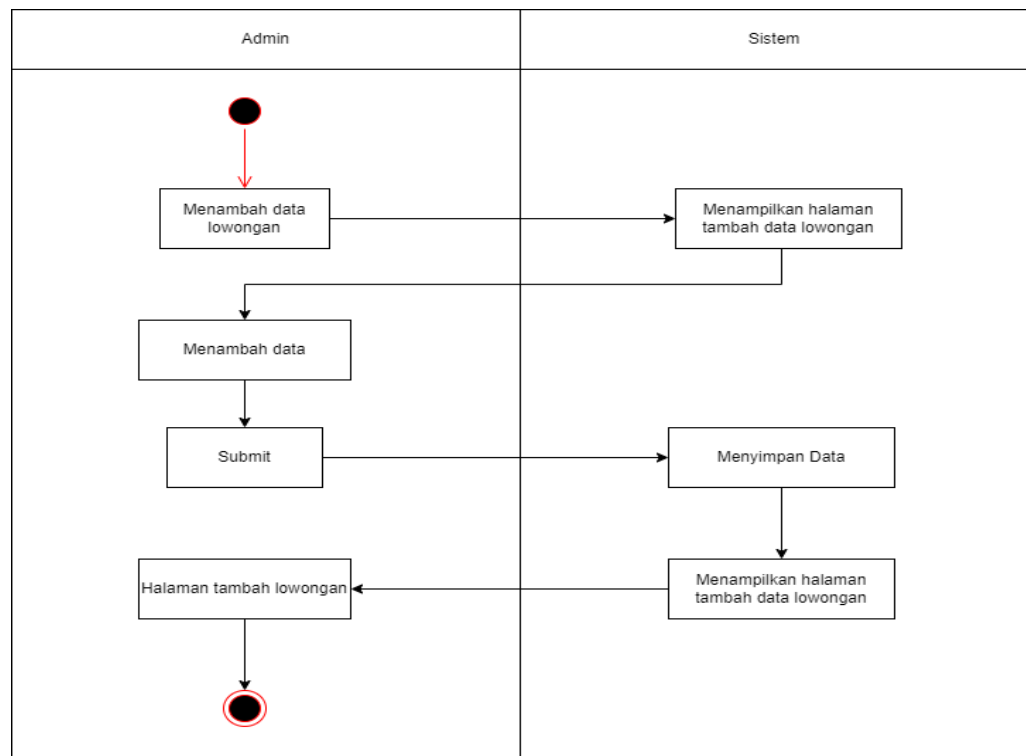 Admin
Sistem
Menambah data
lowongan
Menampilkan halaman
tambah data lowongan
Menambah data
Submit
Menyimpan Data
Halaman tambah lowongan
Menampilkan halaman
tambah data lowongan